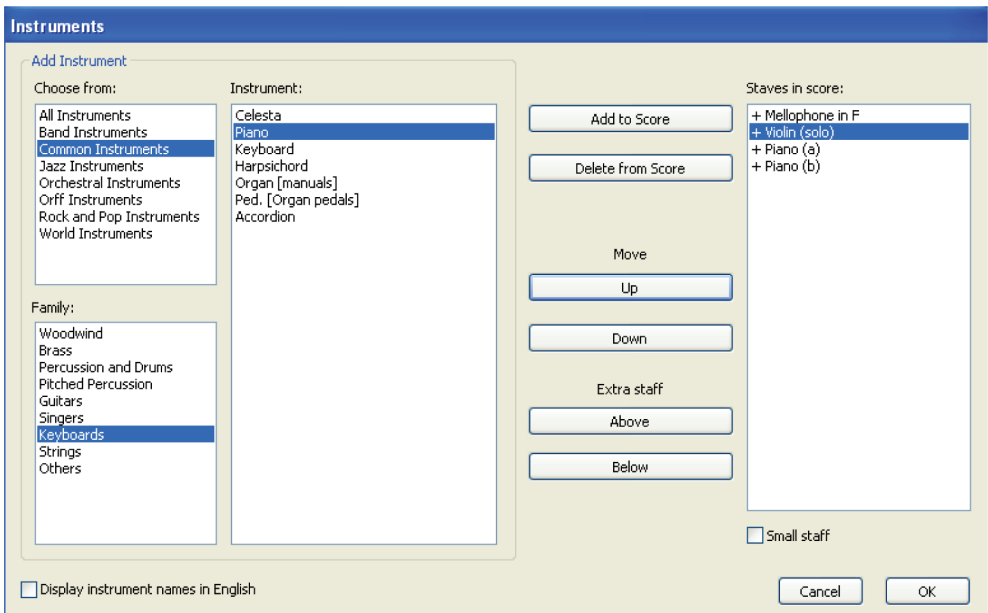 Instruments
Add Instrument
Choose from:
All Instruments
Band Instruments
Common Instruments
Jazz Instruments
Orchestral Instruments
Orff Instruments
Rock and Pop Instruments
World Instruments
Family:
Woodwind
Brass
Percussion and Drums
Pitched Percussion
Guitars
Singers
Keyboards
Strings
Others
Instrument:
Celesta
Piano
Keyboard
Harpsichord
Organ [manuals]
Ped. [Organ pedals]
Accordion
Add to Score
Delete from Score
Move
Up
Down
Extra staff
Above
Below
Staves in score:
+ Mellophone in F
+ Violin (solo)
+ Piano (a)
+ Piano (b)
Small staff
Display instrument names in English
Cancel
OK